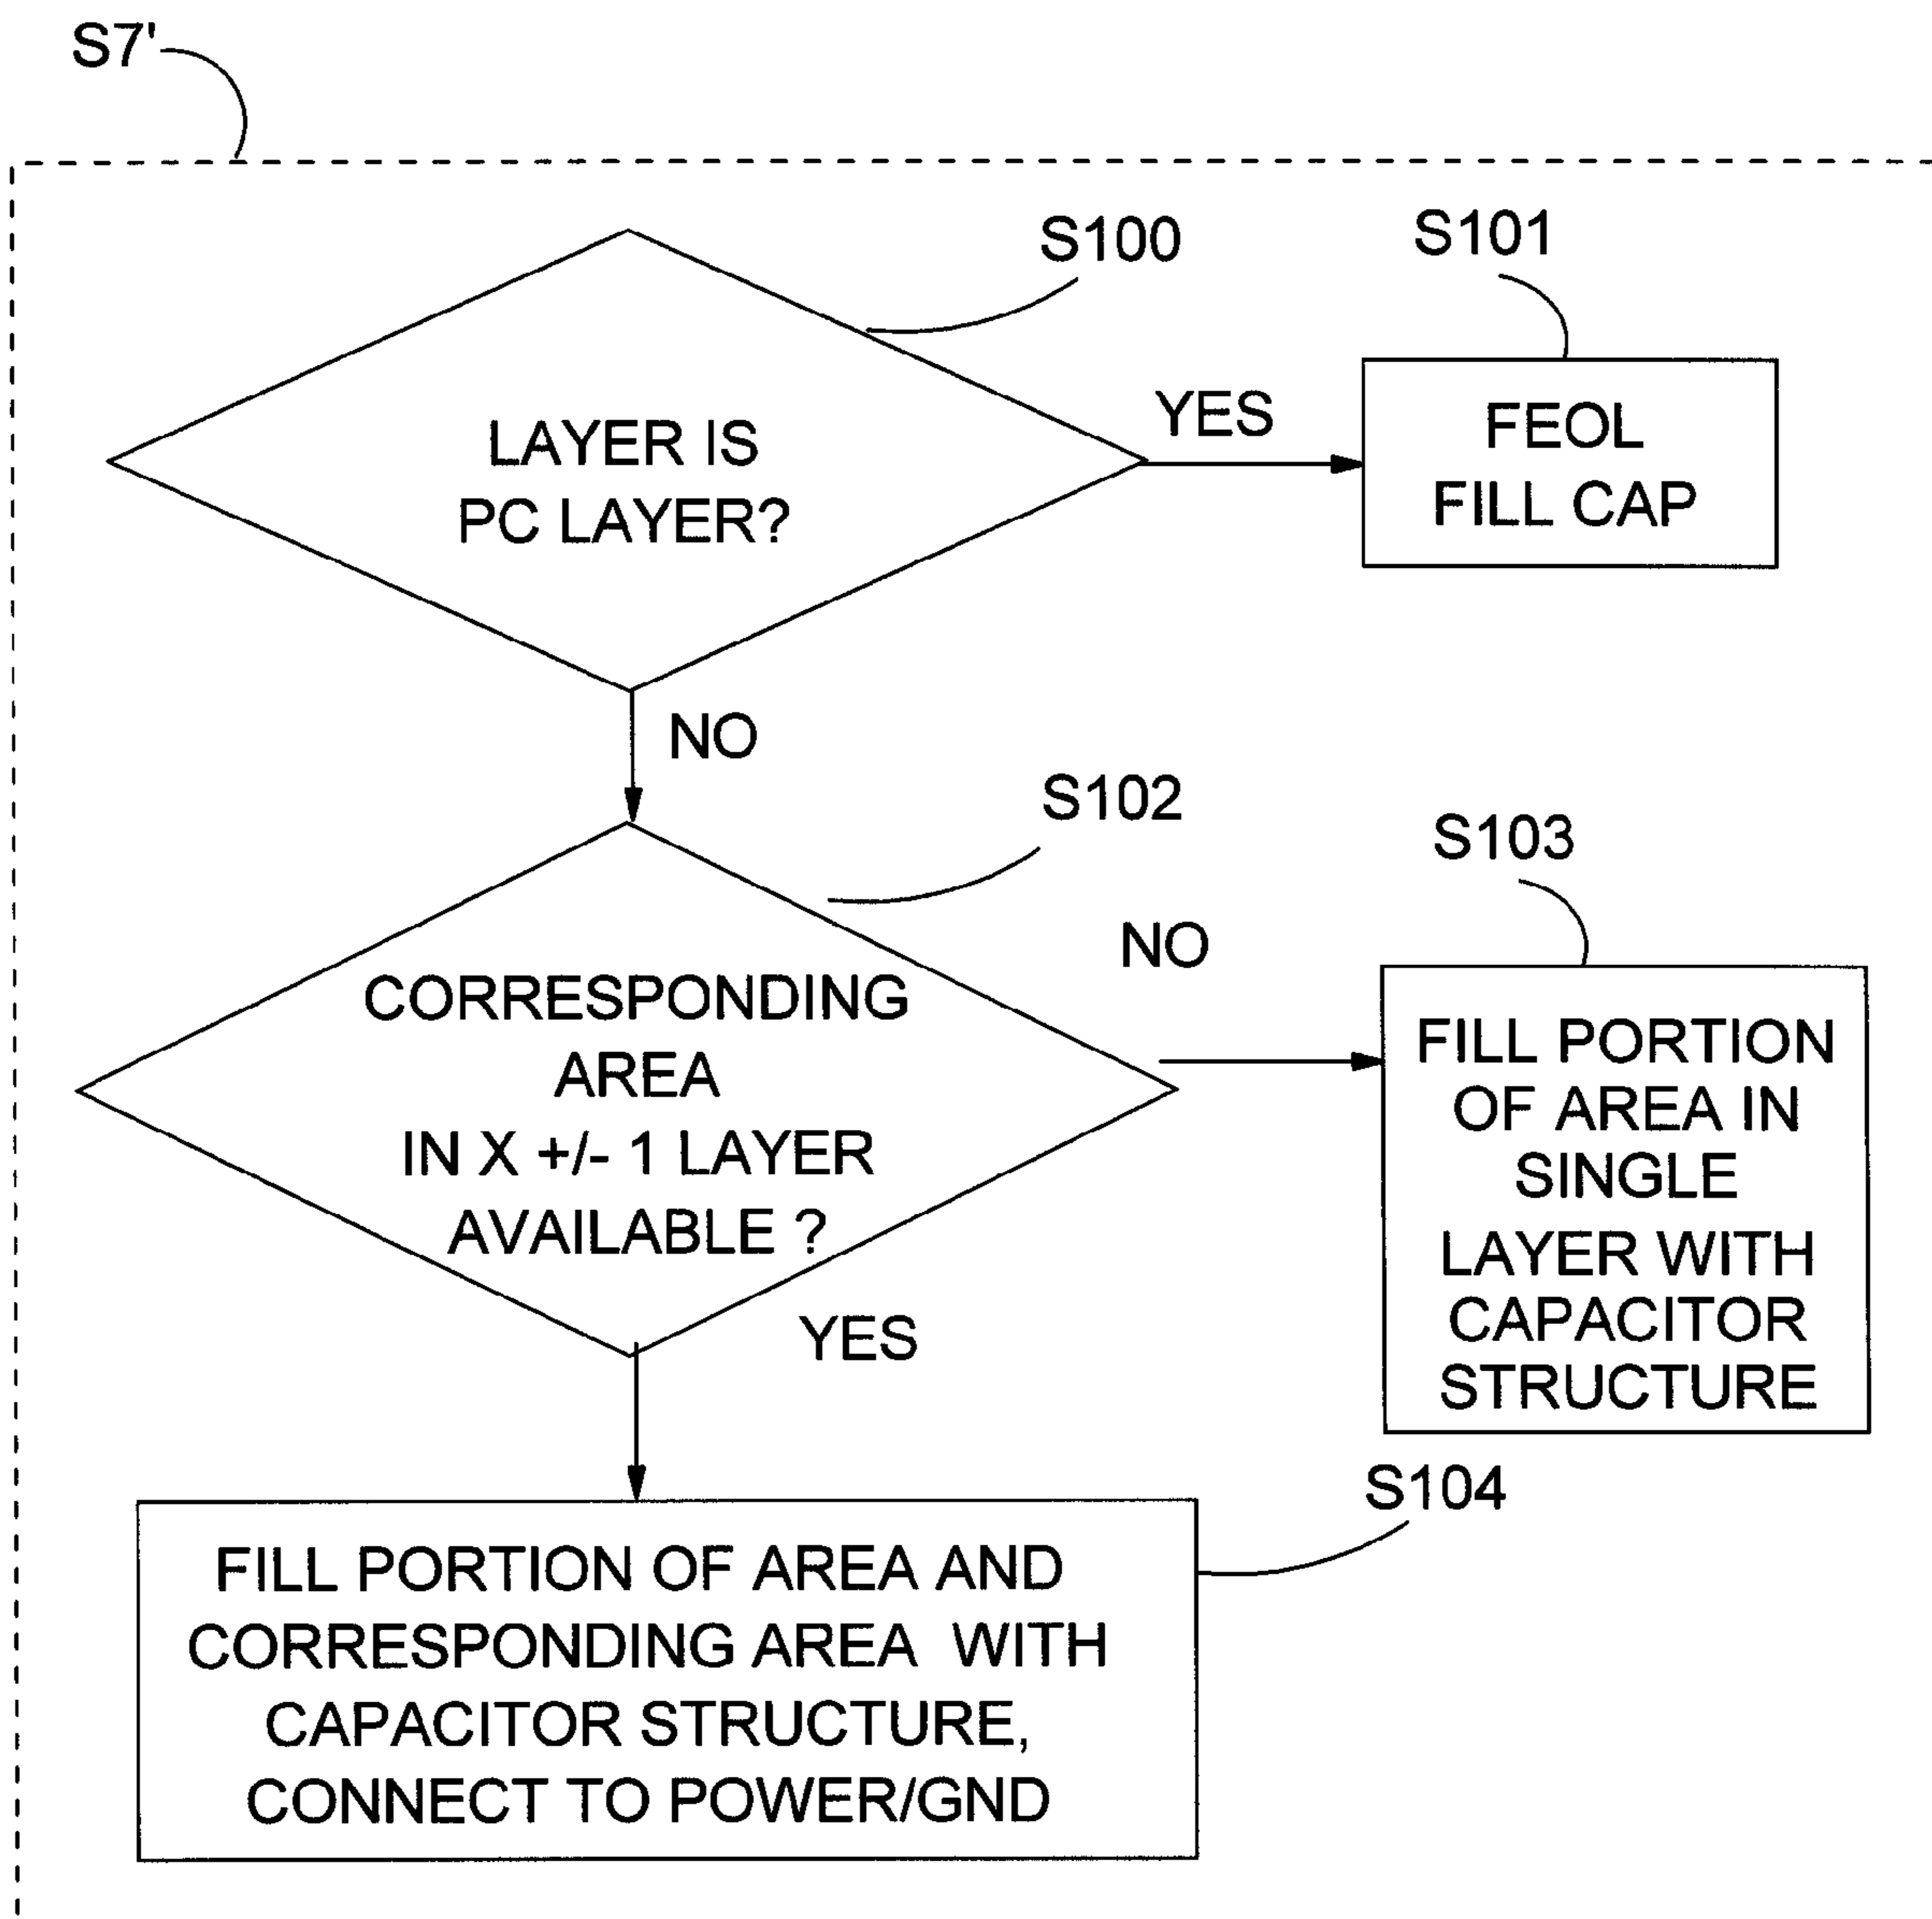 S7'
S100
S101
LAYER IS
PC LAYER?
YES
FEOL
FILL CAP
NO
S102
S103
CORRESPONDING
AREA
IN X +/- 1 LAYER
AVAILABLE ?
NO
FILL PORTION
OF AREA IN
SINGLE
LAYER WITH
CAPACITOR
STRUCTURE
YES
S104
FILL PORTION OF AREA AND
CORRESPONDING AREA WITH
CAPACITOR STRUCTURE,
CONNECT TO POWER/GND